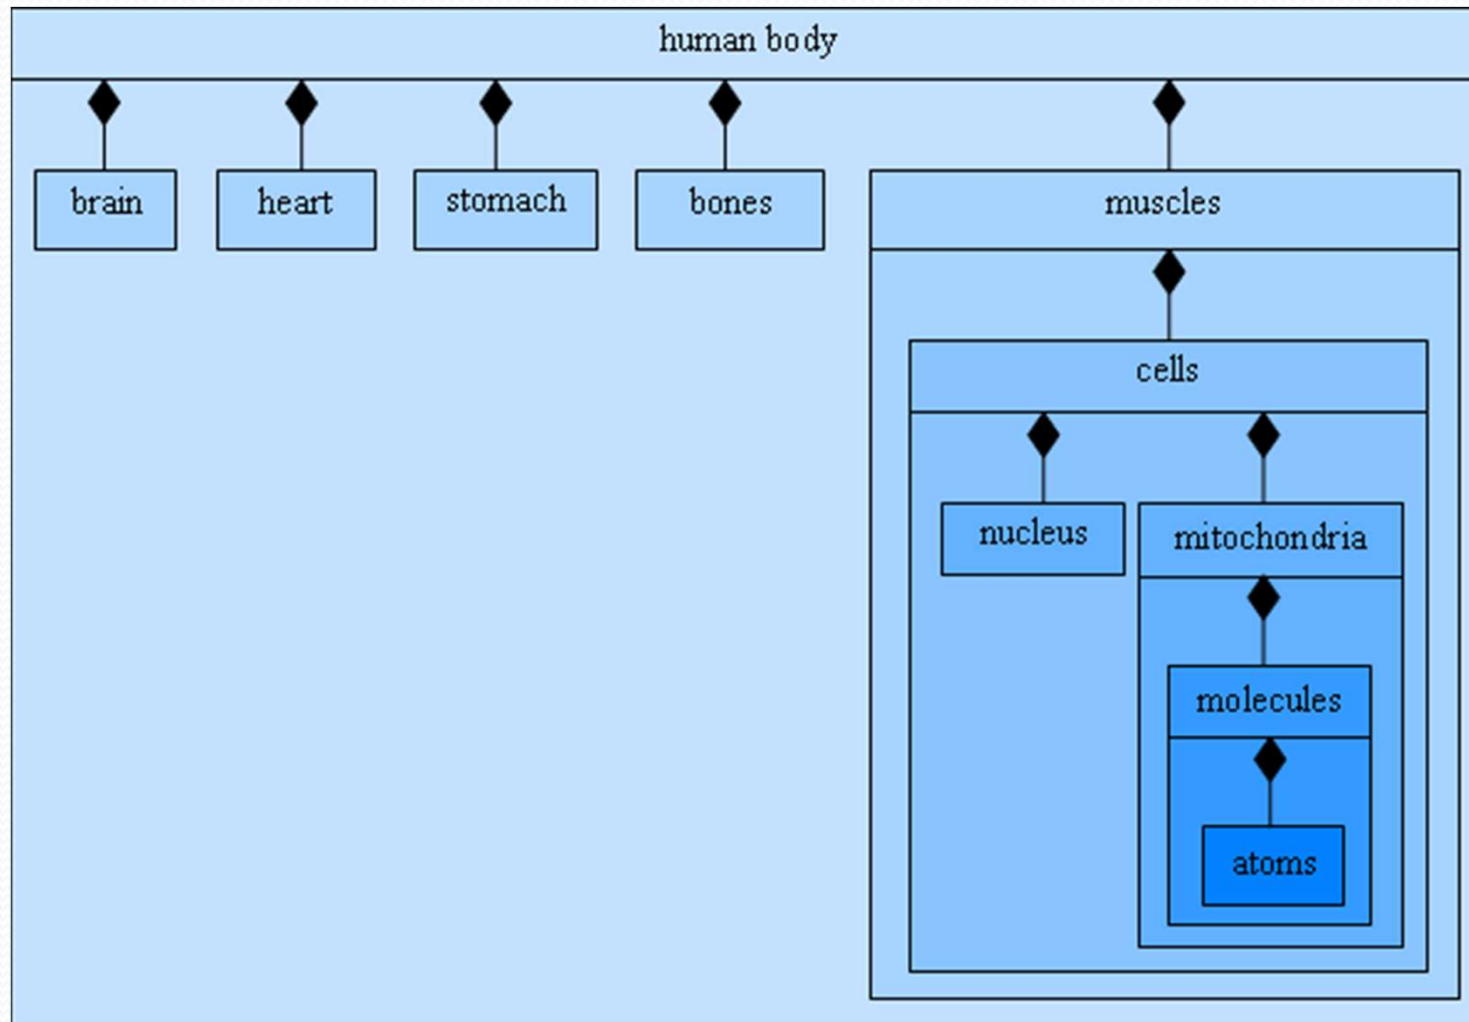 human body
brain
heart
stomach
bones
muscles
cells
nucleus
mitochondria
molecules
atoms